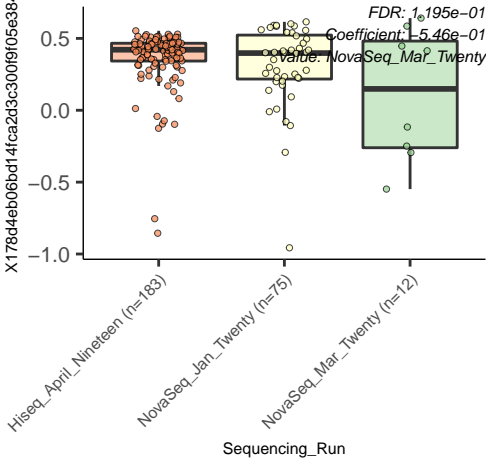 FDR: 1.195e−01
Coefficient: −5.46e−01
Value: NovaSeq_Mar_Twenty
X178d4eb06bd14fca2d3c300f9f05e384
0.5
0.0
−0.5
−1.0
Hiseq_April_Nineteen (n=183)
NovaSeq_Jan_Twenty (n=75)
NovaSeq_Mar_Twenty (n=12)
Sequencing_Run